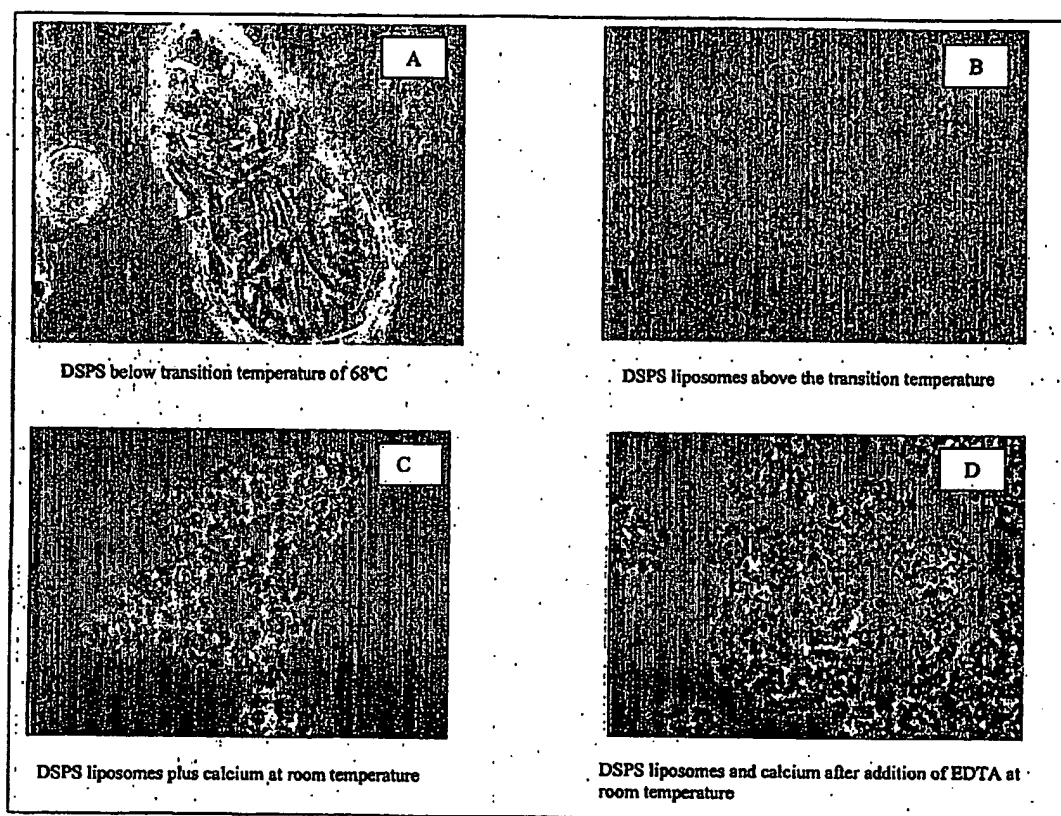 A
B
DSPS below transition temperature of 68°C
DSPS liposomes above the transition temperature
C
D
DSPS liposomes plus calcium at room temperature
DSPS liposomes and calcium after addition of EDTA at
room temperature